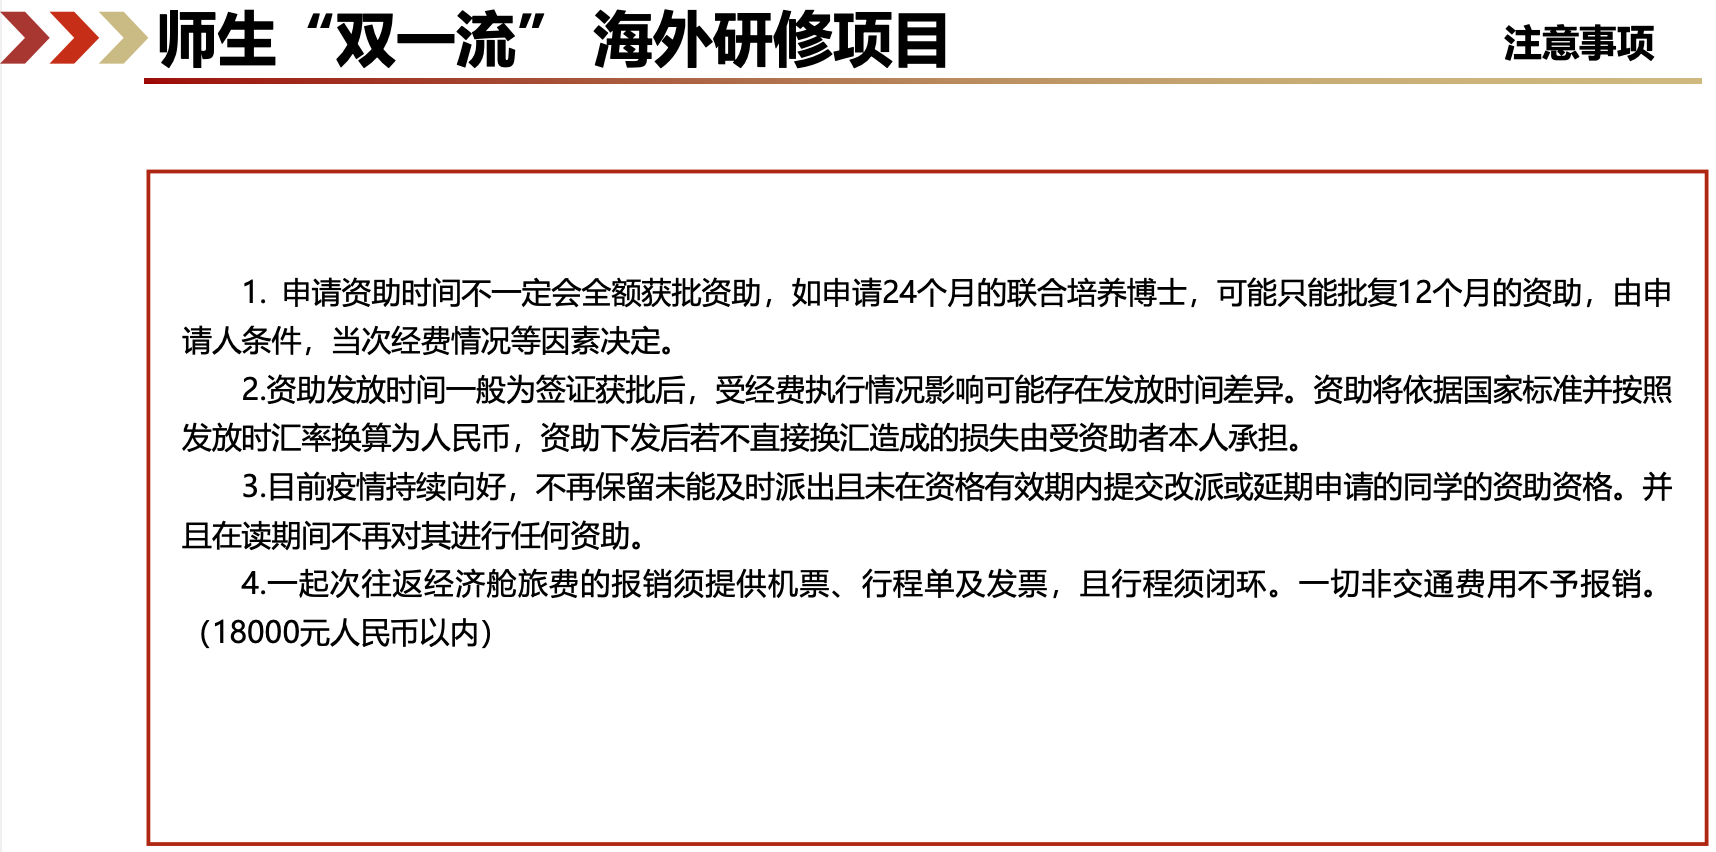 师生“双一流” 海外研修项目
注意事项
1. 申请资助时间不一定会全额获批资助，如申请24个月的联合培养博士，可能只能批复12个月的资助，由申
请人条件，当次经费情况等因素决定。
2.资助发放时间一般为签证获批后，受经费执行情况影响可能存在发放时间差异。资助将依据国家标准并按照
发放时汇率换算为人民币，资助下发后若不直接换汇造成的损失由受资助者本人承担。
3.目前疫情持续向好，不再保留未能及时派出且未在资格有效期内提交改派或延期申请的同学的资助资格。并
且在读期间不再对其进行任何资助。
4.一起次往返经济舱旅费的报销须提供机票、行程单及发票，且行程须闭环。一切非交通费用不予报销。
（18000元人民币以内）